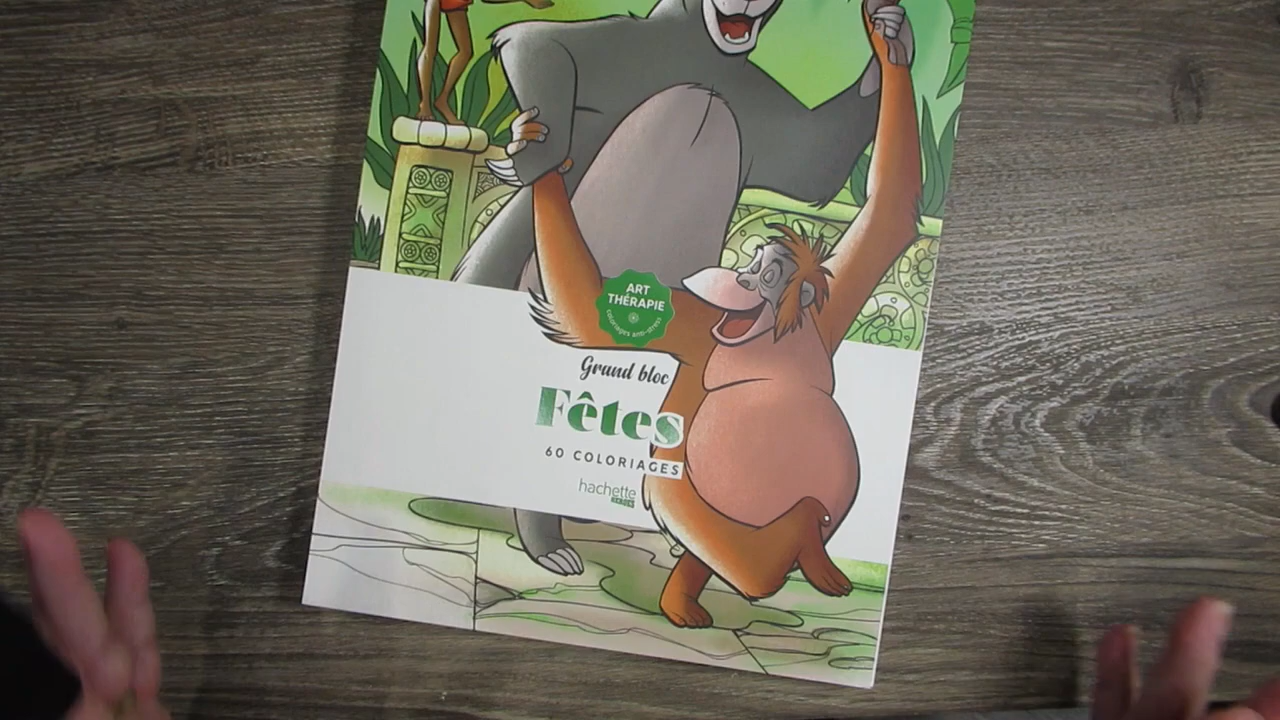 ART
THÉRAPIE
coloriages anti-stress
Grand bloc
Fêtes
60 COLORIAGES
hachette